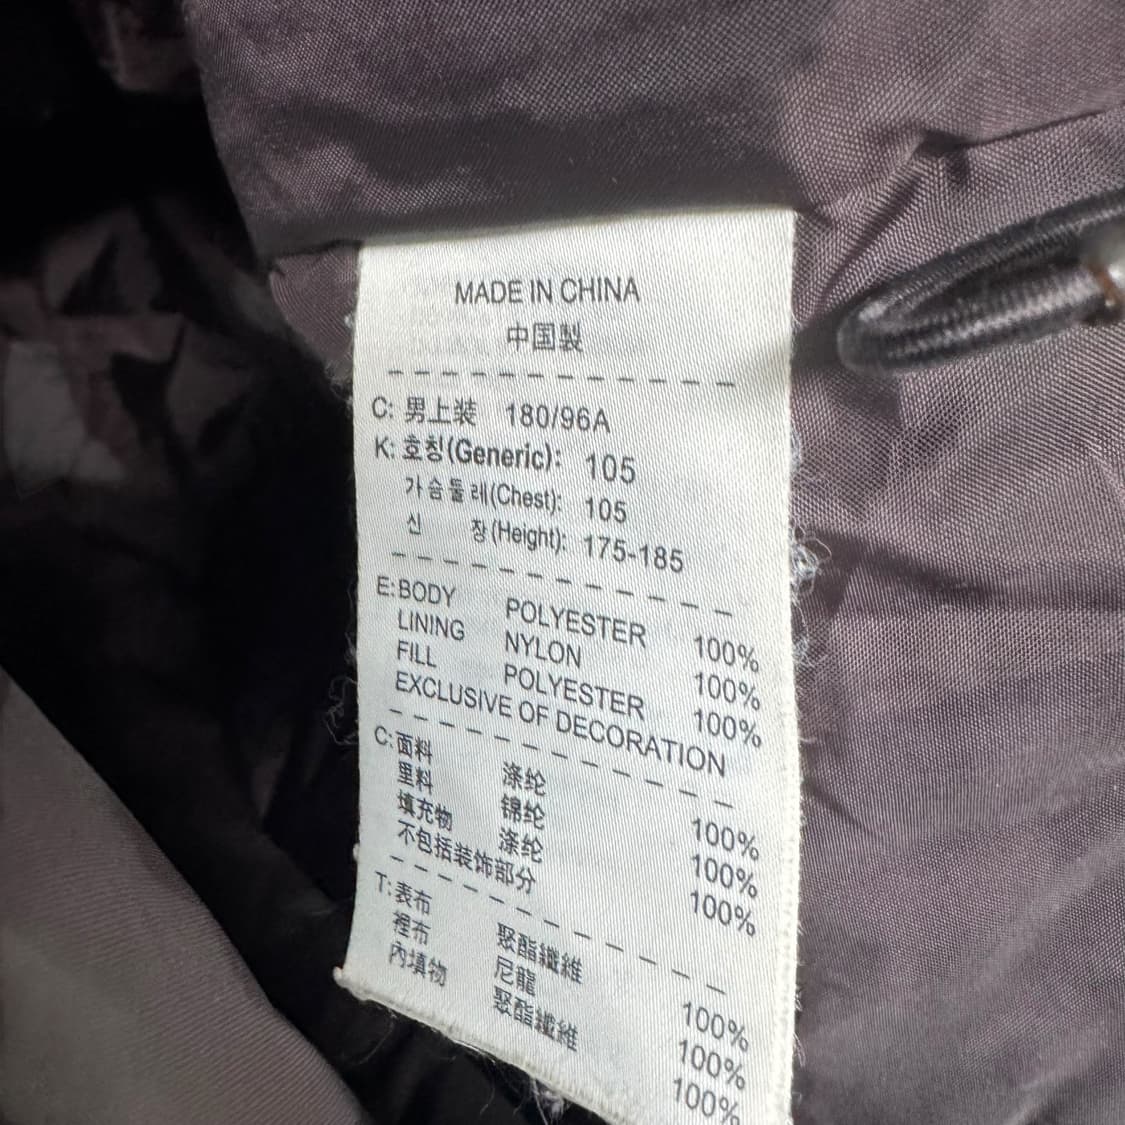 MADE IN CHINA
中国製
C: 男上装 180/96A
K: 호칭(Generic): 105
가슴둘레(Chest): 105
신 장(Height): 175-185
E: BODY POLYESTER 100%
LINING NYLON 100%
FILL POLYESTER 100%
EXCLUSIVE OF DECORATION
C: 面料 涤纶 100%
里料 锦纶 100%
填充物 涤纶 100%
不包括装饰部分
T: 表布 聚酯纖維 100%
裡布 尼龍 100%
內填物 聚酯纖維 100%